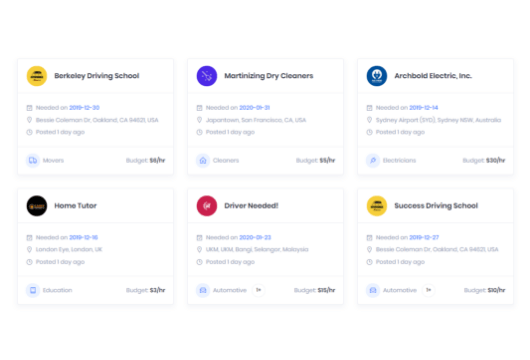 Berkeley Driving School
Needed on 2019-12-20
Bessie Coleman Dr, Oakland, CA 94621, USA
Posted 1 day ago
Movers Budget: $8/hr
Martinizing Dry Cleaners
Needed on 2020-31-31
Japantown, San Francisco, CA, USA
Posted 1 day ago
Cleaners Budget: $5/hr
Archbold Electric, Inc.
Needed on 2019-12-14
Sydney Airport (SYD), Sydney NSW, Australia
Posted 1 day ago
Electricians Budget: $30/hr
Home Tutor
Needed on 2019-12-16
London Eye, London, UK
Posted 1 day ago
Education Budget: $3/hr
Driver Needed!
Needed on 2020-31-23
UKM, UKM, Bangi, Selangor, Malaysia
Posted 1 day ago
Automotive 1+ Budget: $15/hr
Success Driving School
Needed on 2019-12-27
Bessie Coleman Dr, Oakland, CA 94621, USA
Posted 1 day ago
Automotive 1+ Budget: $10/hr